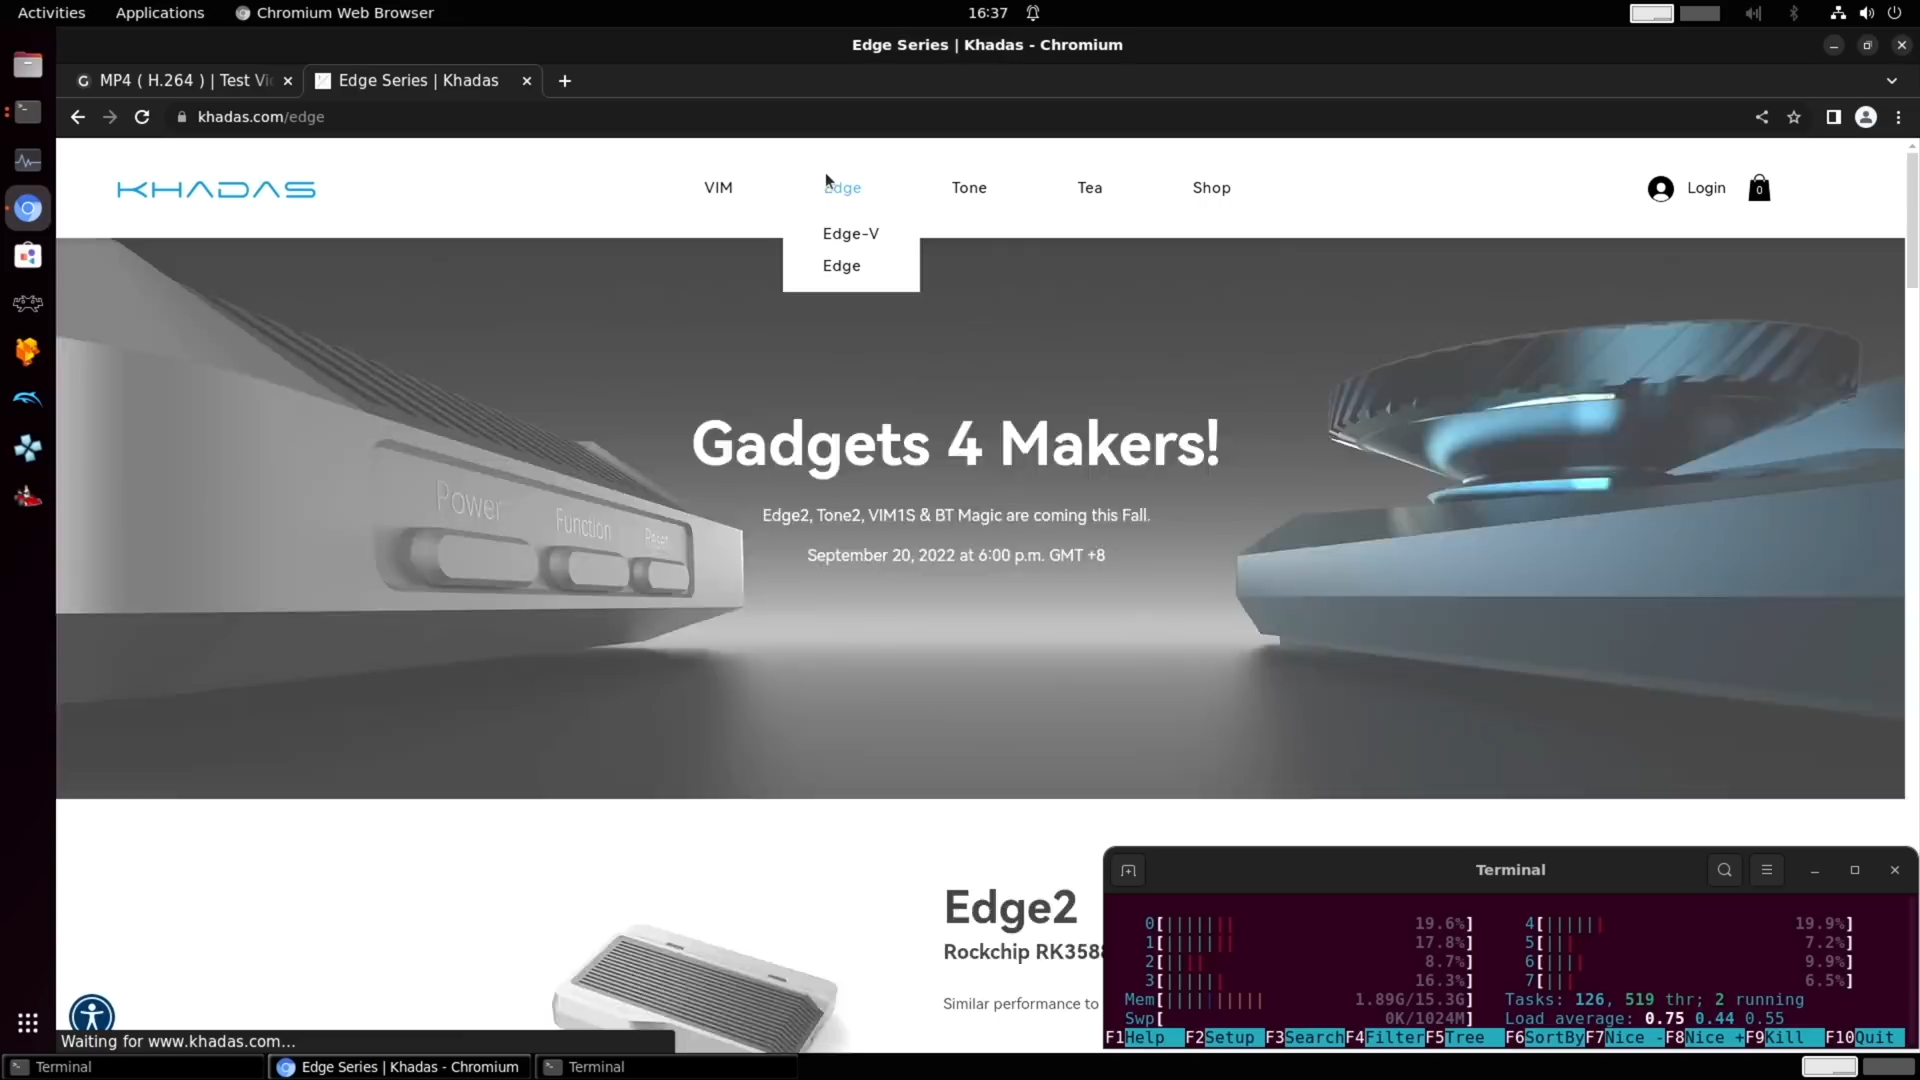 Activities Applications Chromium Web Browser 16:37
Edge Series | Khadas - Chromium
MP4 ( H.264 ) | Test Vi Edge Series | Khadas
khadas.com/edge
KHADAS VIM Edge Tone Tea Shop Login 0
Edge-V
Edge
Gadgets 4 Makers!
Power Function Reset
Edge2, Tone2, VIM1S & BT Magic are coming this Fall.
September 20, 2022 at 6:00 p.m. GMT +8
Edge2
Rockchip RK3588
Similar performance to
Waiting for www.khadas.com...
Terminal
0[|||||||| 19.6%] 4[|||||| 19.9%]
1[|||||||| 17.8%] 5[||| 7.2%]
2[||||| 8.7%] 6[|||| 9.9%]
3[|||||| 16.3%] 7[||| 6.5%]
Mem[||||||||||| 1.89G/15.3G] Tasks: 126, 519 thr; 2 running
Swp[ 0K/1024M] Load average: 0.75 0.44 0.55
F1Help F2Setup F3SearchF4FilterF5Tree F6SortByF7Nice -F8Nice +F9Kill F10Quit
Terminal Edge Series | Khadas - Chromium Terminal